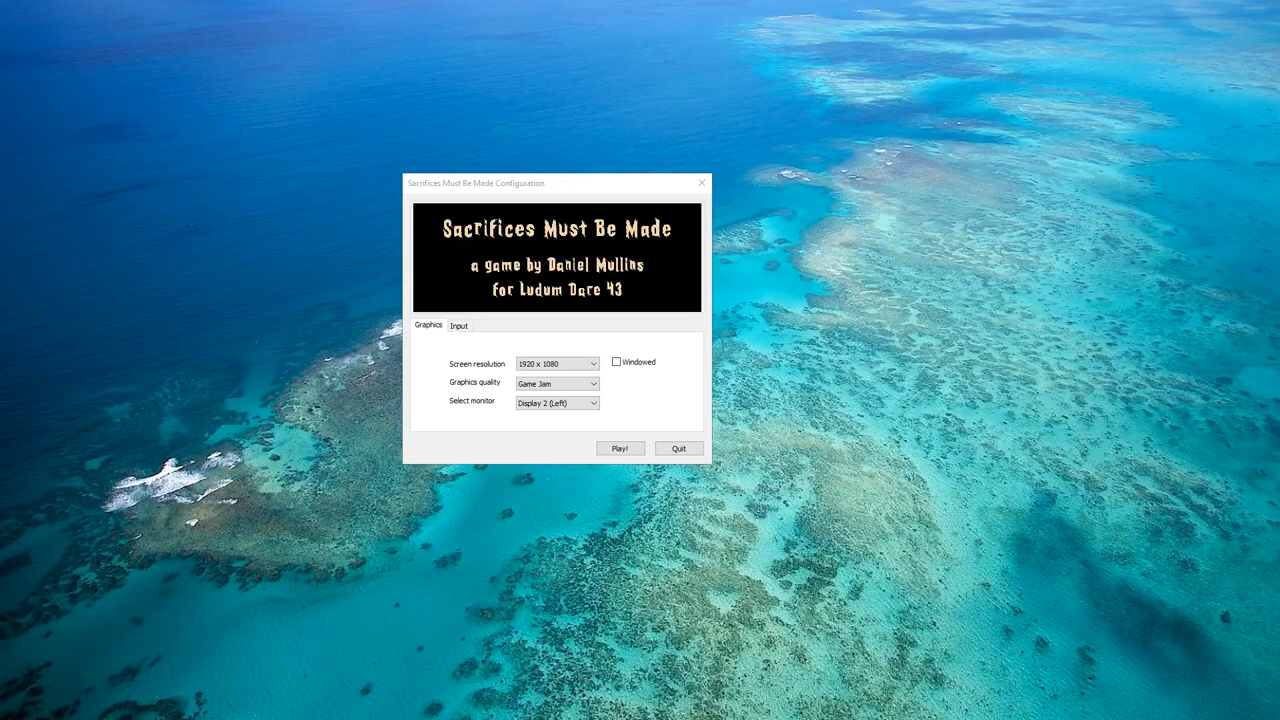 Sacrifices Must Be Made Configuration
Sacrifices Must Be Made
a game by Daniel Mullins
for Ludum Dare 43
Graphics Input
Screen resolution 1920 x 1080 Windowed
Graphics quality Game Jam
Select monitor Display 2 (Left)
Play! Quit